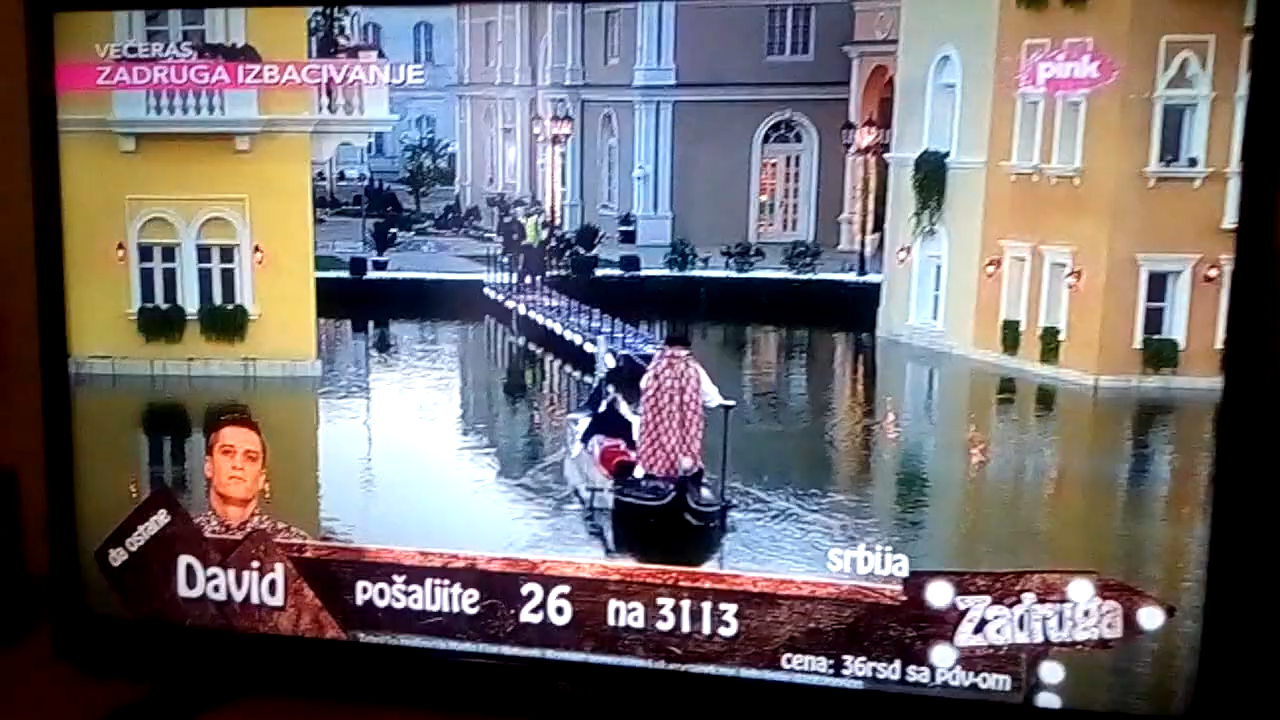 VEČERAS,
ZADRUGA IZBACIVANJE
pink
da ostane
David
pošaljite 26 na 3113
srbija
Zadruga
cena: 36rsd sa pdv-om